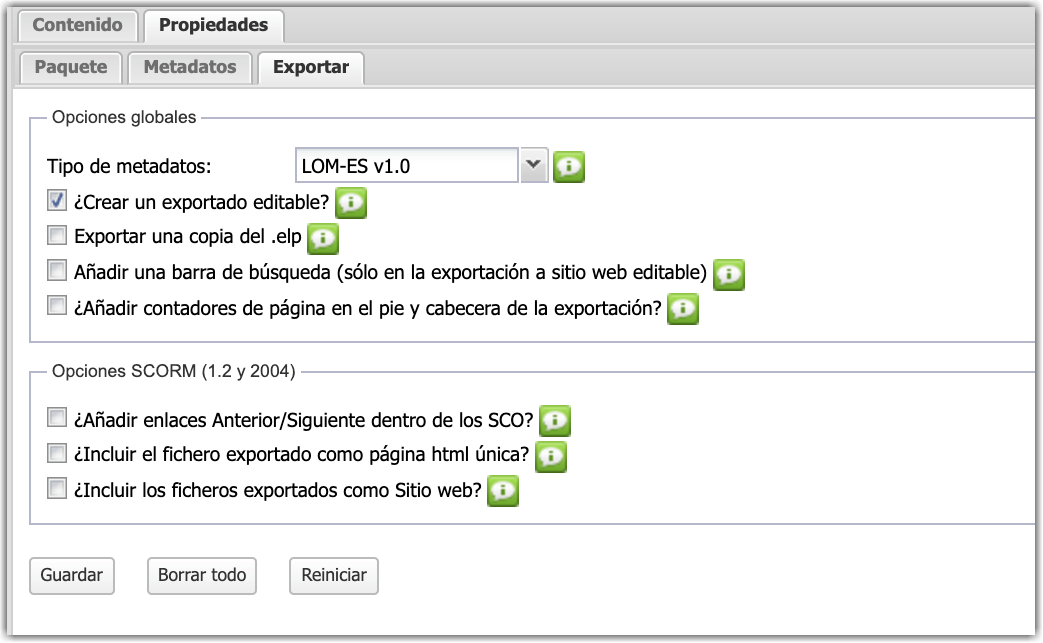 Contenido Propiedades
Paquete Metadatos Exportar
Opciones globales
Tipo de metadatos: LOM-ES v1.0
¿Crear un exportado editable?
Exportar una copia del .elp
Añadir una barra de búsqueda (sólo en la exportación a sitio web editable)
¿Añadir contadores de página en el pie y cabecera de la exportación?
Opciones SCORM (1.2 y 2004)
¿Añadir enlaces Anterior/Siguiente dentro de los SCO?
¿Incluir el fichero exportado como página html única?
¿Incluir los ficheros exportados como Sitio web?
Guardar Borrar todo Reiniciar